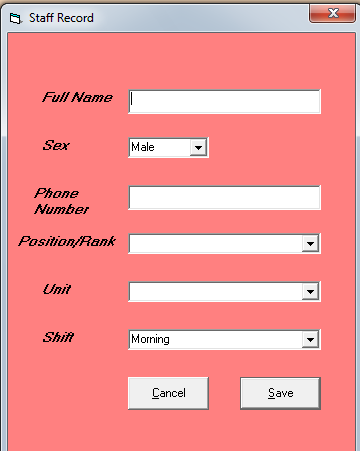 Staff Record
Full Name
Sex
Male
Phone
Number
Position/Rank
Unit
Shift
Morning
Cancel
Save